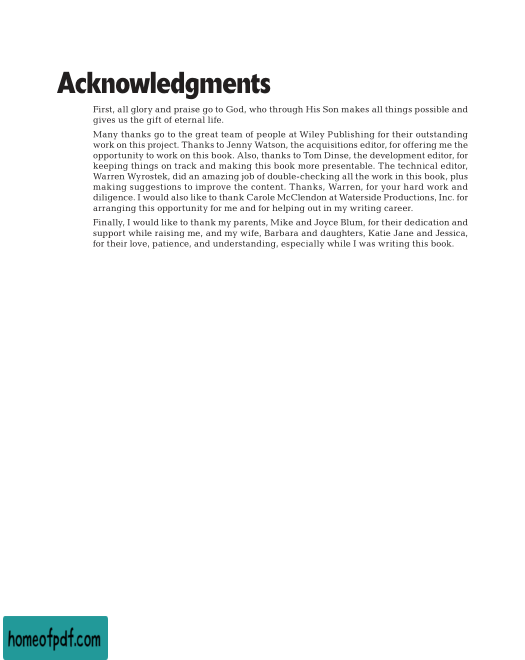 Acknowledgments
First, all glory and praise go to God, who through His Son makes all things possible and
gives us the gift of eternal life.
Many thanks go to the great team of people at Wiley Publishing for their outstanding
work on this project. Thanks to Jenny Watson, the acquisitions editor, for offering me the
opportunity to work on this book. Also, thanks to Tom Dinse, the development editor, for
keeping things on track and making this book more presentable. The technical editor,
Warren Wyrostek, did an amazing job of double-checking all the work in this book, plus
making suggestions to improve the content. Thanks, Warren, for your hard work and
diligence. I would also like to thank Carole McClendon at Waterside Productions, Inc. for
arranging this opportunity for me and for helping out in my writing career.
Finally, I would like to thank my parents, Mike and Joyce Blum, for their dedication and
support while raising me, and my wife, Barbara and daughters, Katie Jane and Jessica,
for their love, patience, and understanding, especially while I was writing this book.
homeofpdf.com